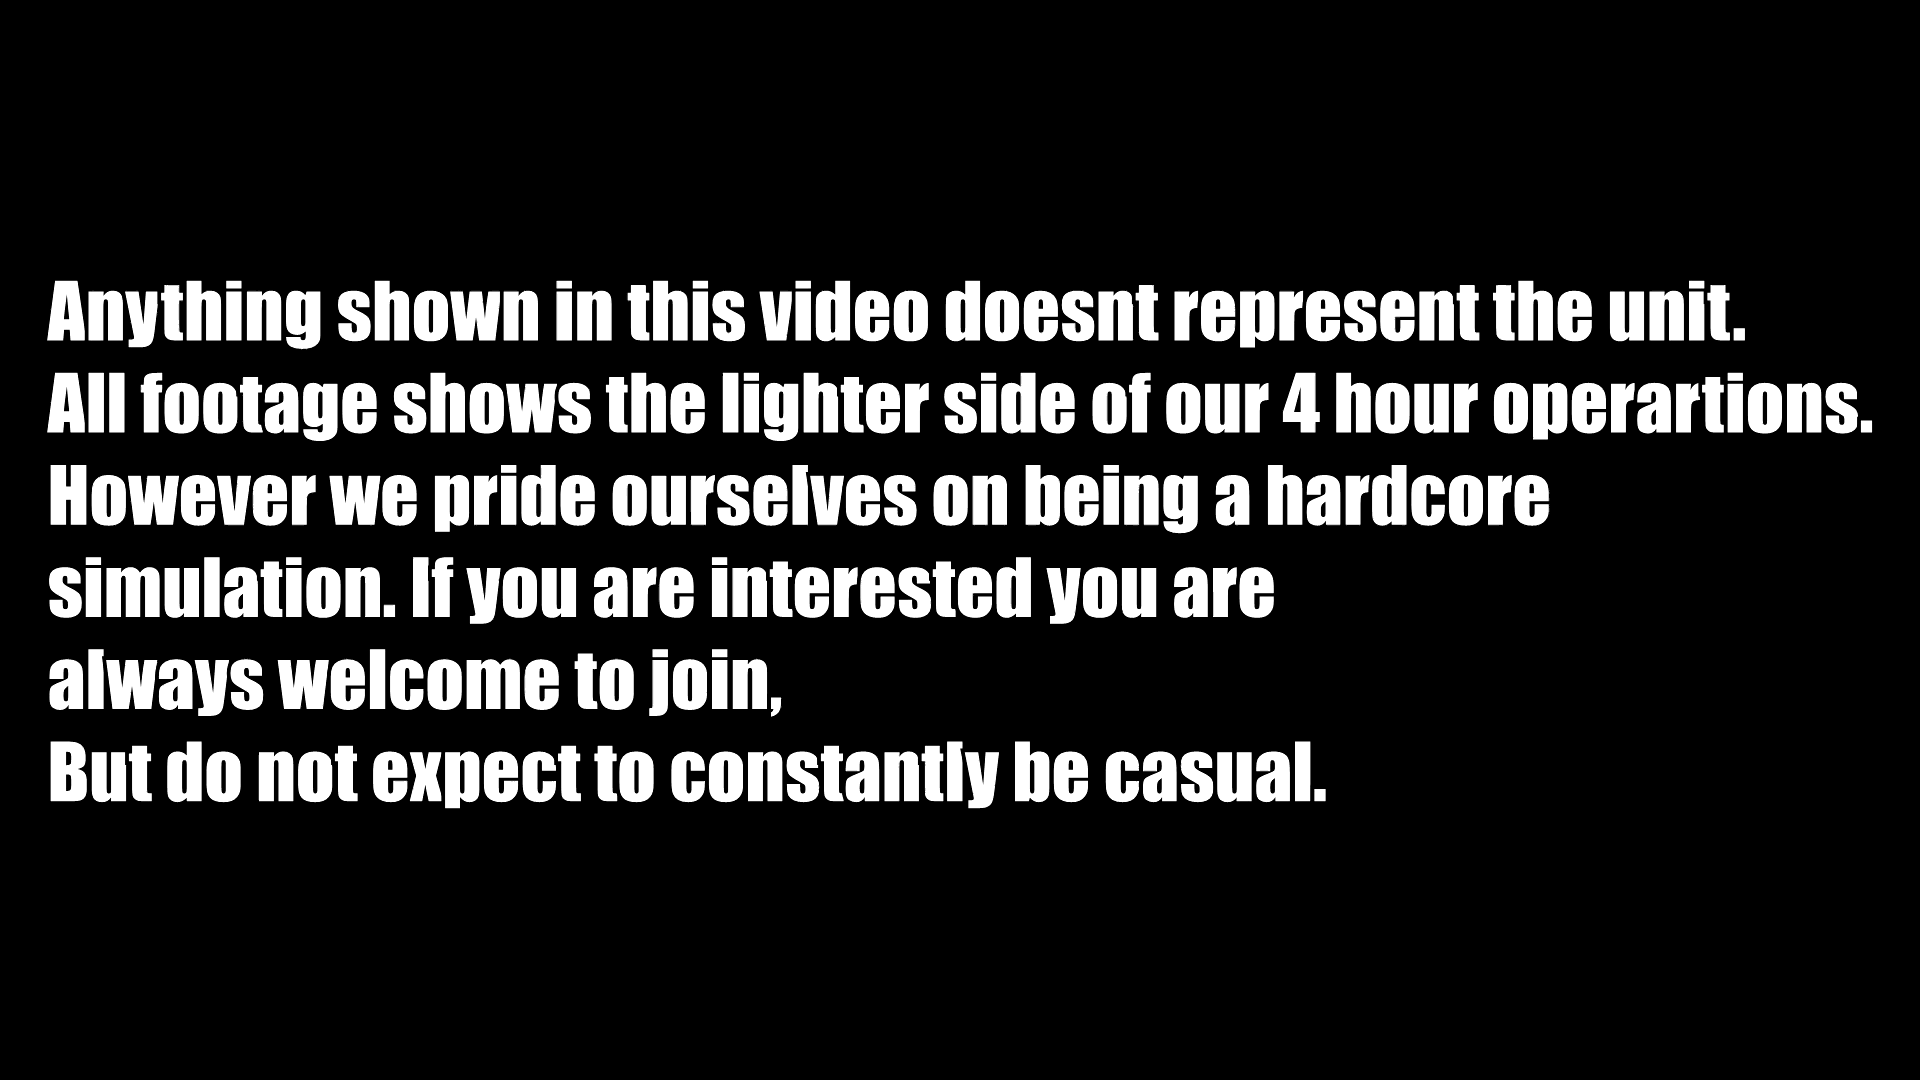 Anything shown in this video doesnt represent the unit.
All footage shows the lighter side of our 4 hour operartions.
However we pride ourselves on being a hardcore
simulation. If you are interested you are
always welcome to join,
But do not expect to constantly be casual.